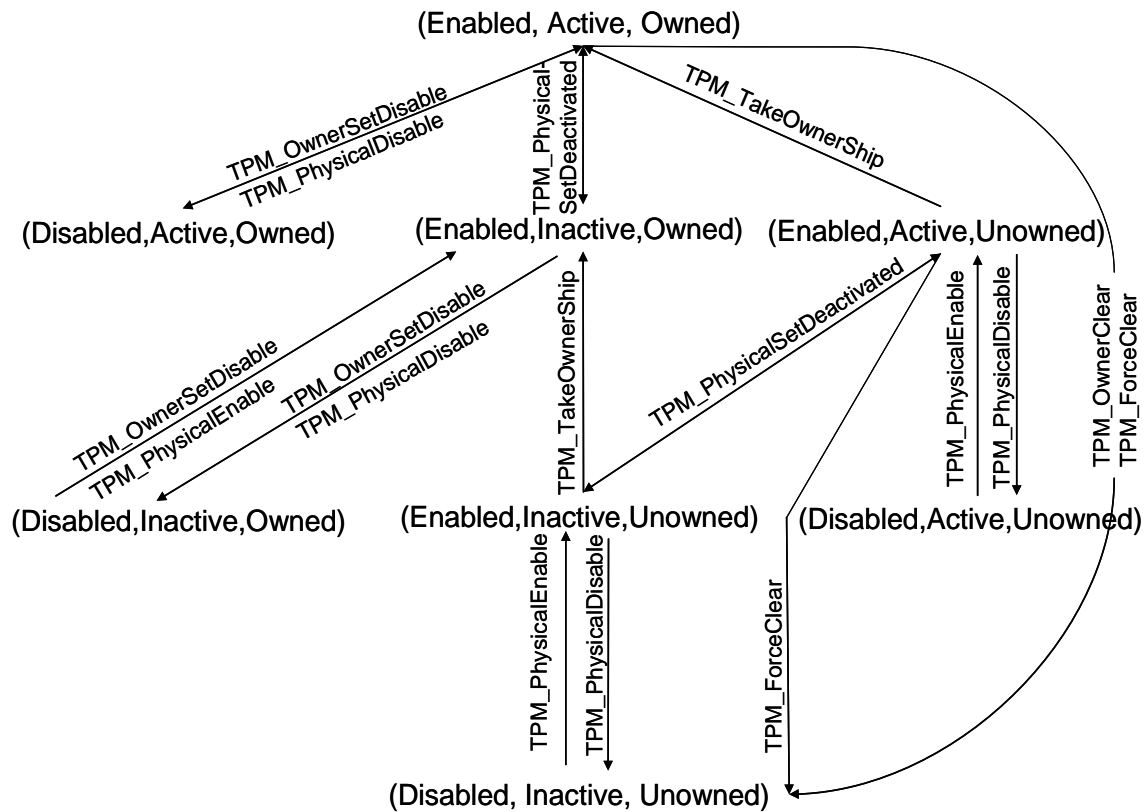 (Enabled, Active, Owned)
TPM_OwnerSetDisable
TPM_PhysicalDisable
TPM_Physical-
SetDeactivated
TPM_TakeOwnerShip
(Disabled,Active,Owned)
(Enabled,Inactive,Owned)
(Enabled,Active,Unowned)
TPM_OwnerSetDisable
TPM_PhysicalEnable
TPM_OwnerSetDisable
TPM_PhysicalDisable
TPM_TakeOwnerShip
TPM_PhysicalSetDeactivated
TPM_PhysicalEnable
TPM_PhysicalDisable
TPM_OwnerClear
TPM_ForceClear
(Disabled,Inactive,Owned)
(Enabled,Inactive,Unowned)
(Disabled,Active,Unowned)
TPM_PhysicalEnable
TPM_PhysicalDisable
TPM_ForceClear
(Disabled, Inactive, Unowned)